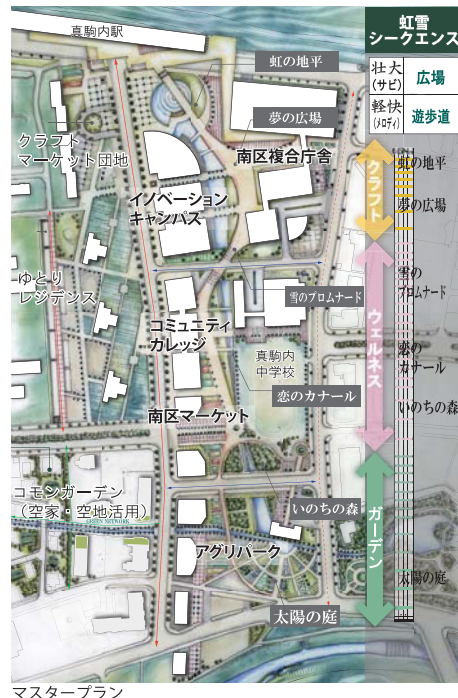 真駒内駅
虹の地平
夢の広場
クラフト
マーケット団地
南区複合庁舎
イノベーション
キャンパス
ゆとり
レジデンス
雪のプロムナード
コミュニティ
カレッジ
真駒内
中学校
恋のカナール
南区マーケット
コモンガーデン
(空家・空地活用)
GREEN NETWORK
いのちの森
アグリパーク
太陽の庭
マスタープラン
虹雪
シークエンス
壮大
(サビ)
広場
軽快
(メロディ)
遊歩道
クラフト
ウェルネス
ガーデン
虹の地平
夢の広場
雪の
プロムナード
恋の
カナール
いのちの森
太陽の庭